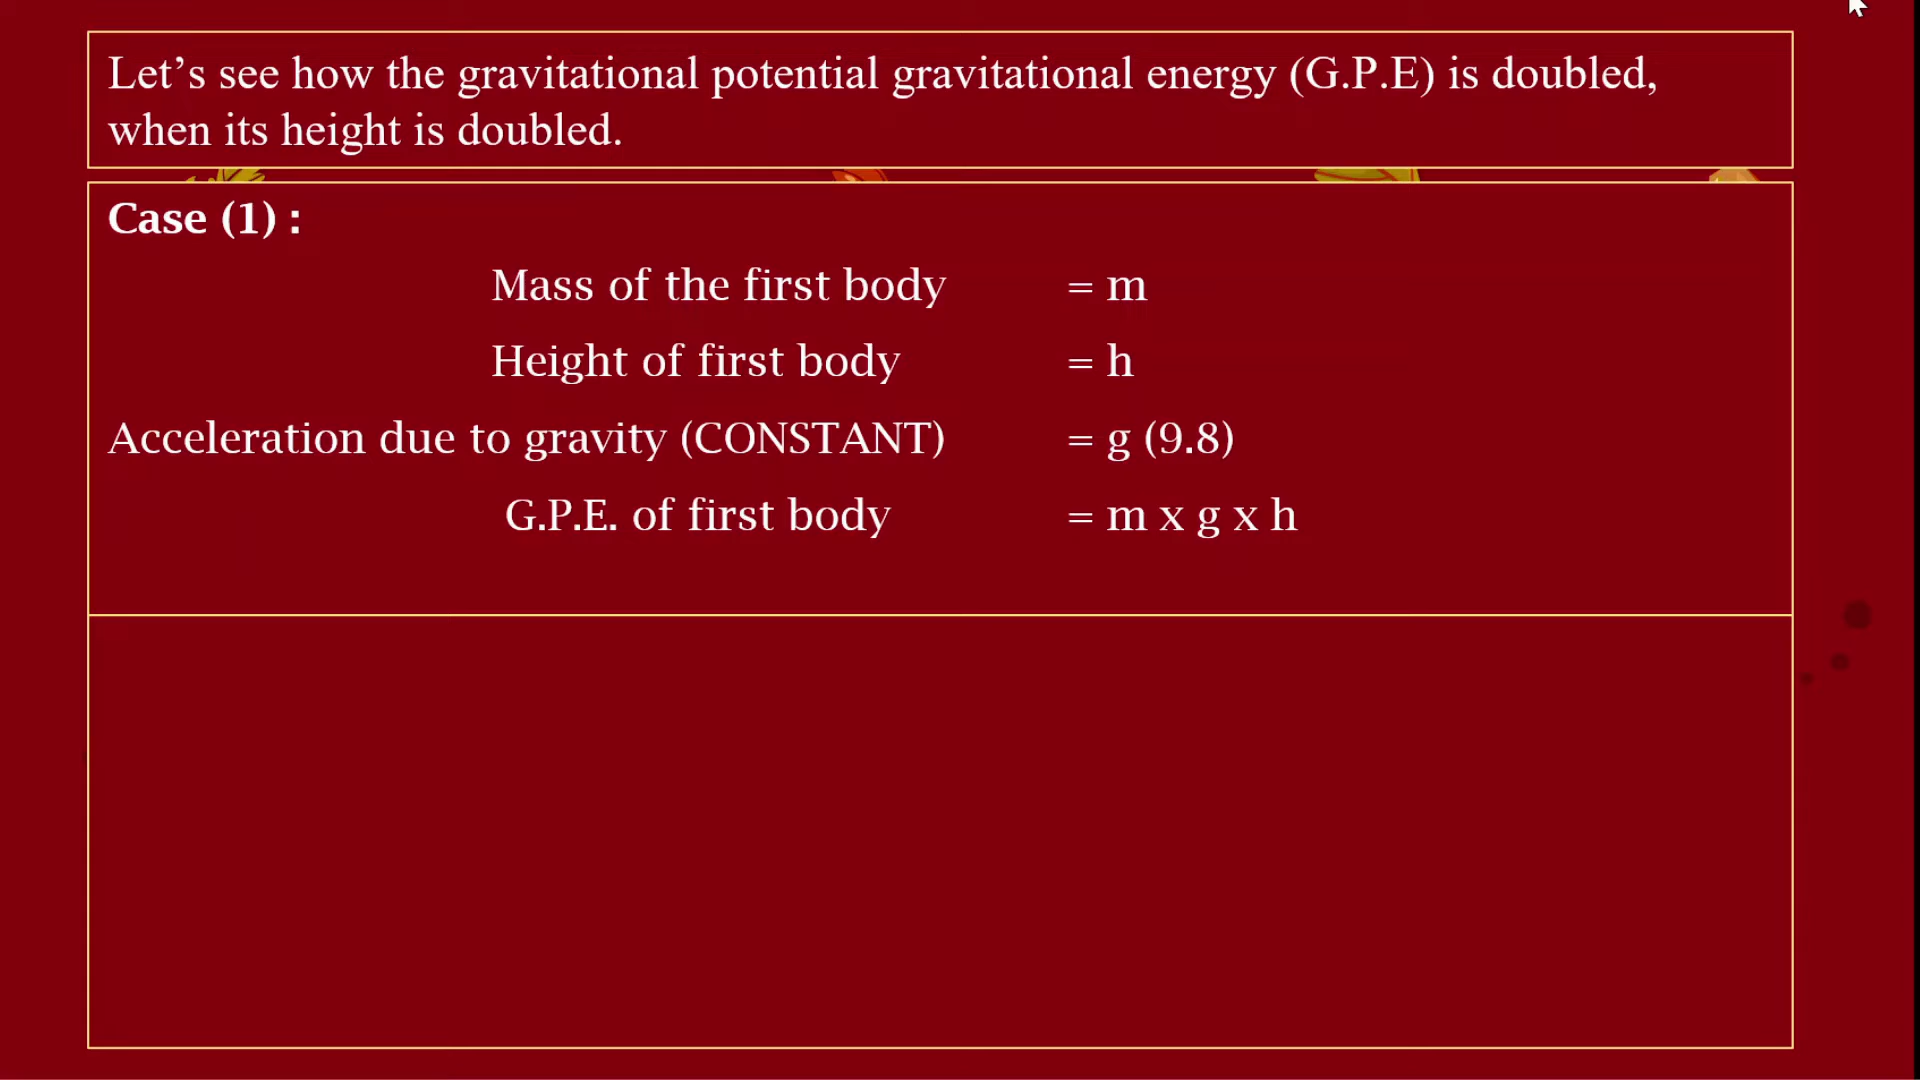 Let’s see how the gravitational potential gravitational energy (G.P.E) is doubled,
when its height is doubled.
Case (1) :
Mass of the first body = m
Height of first body = h
Acceleration due to gravity (CONSTANT) = g (9.8)
G.P.E. of first body = m x g x h